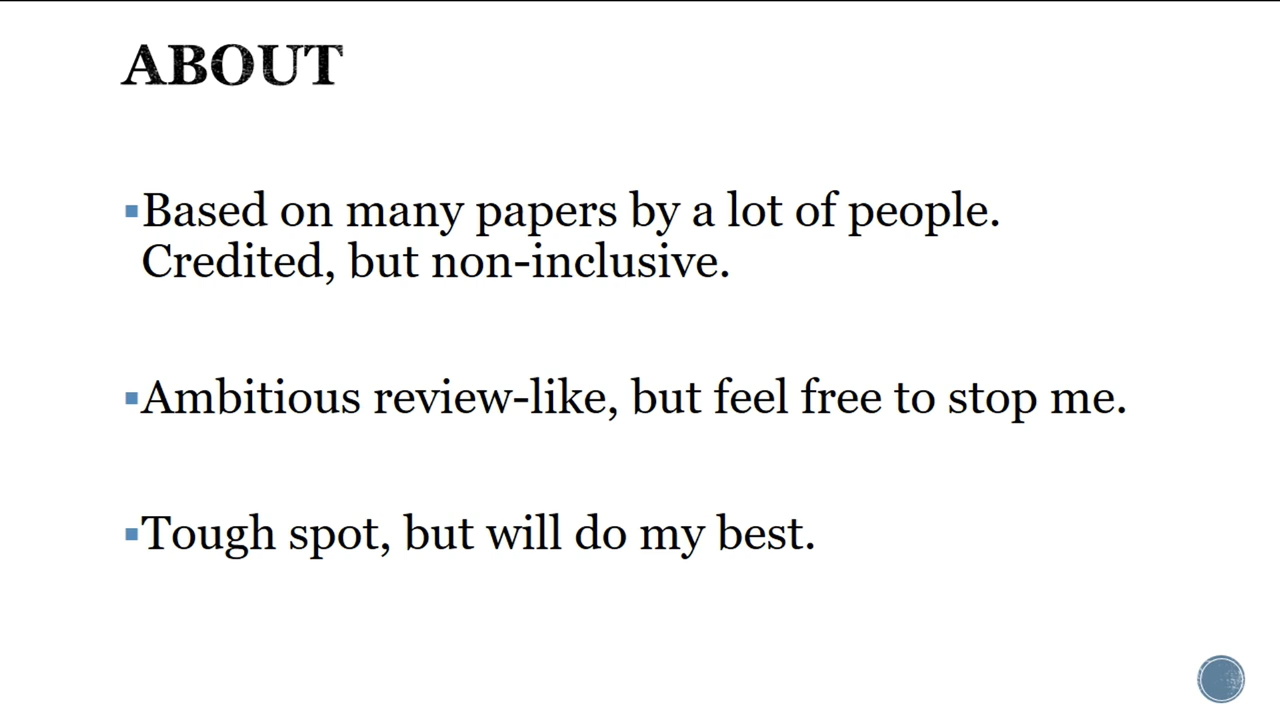 ABOUT
▪Based on many papers by a lot of people.
Credited, but non-inclusive.
▪Ambitious review-like, but feel free to stop me.
▪Tough spot, but will do my best.